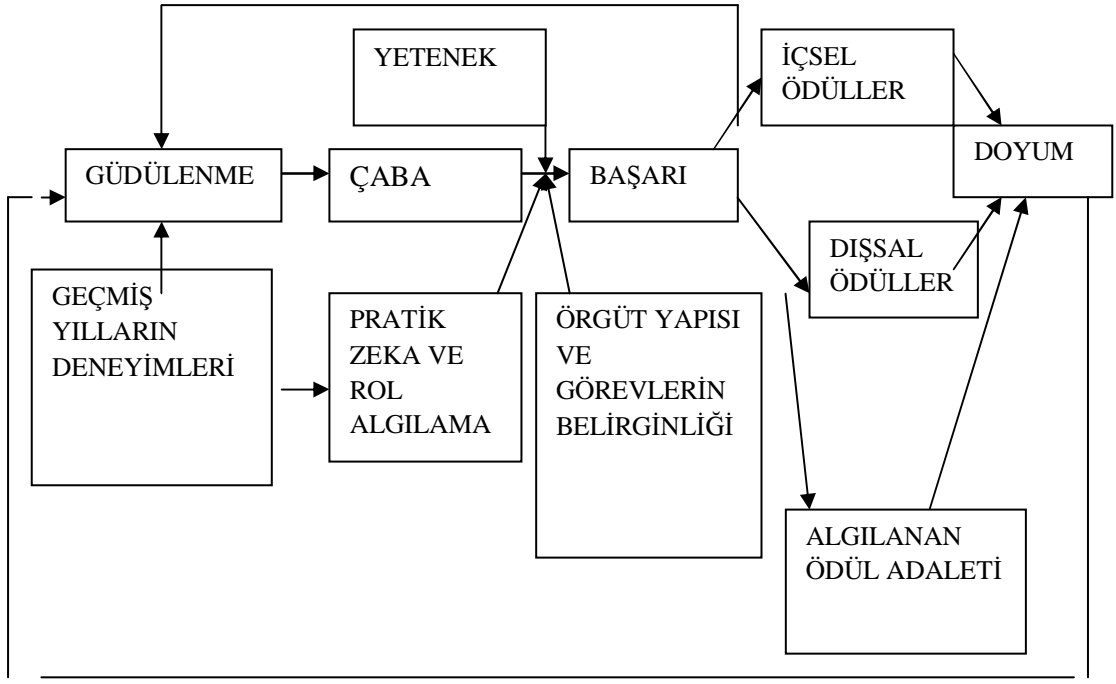 YETENEK
İÇSEL
ÖDÜLLER
GÜDÜLENME
ÇABA
BAŞARI
DOYUM
DIŞSAL
ÖDÜLLER
GEÇMİŞ
YILLARIN
DENEYİMLERİ
PRATİK
ZEKA VE
ROL
ALGILAMA
ÖRGÜT YAPISI
VE
GÖREVLERİN
BELİRGİNLİĞİ
ALGILANAN
ÖDÜL ADALETİ